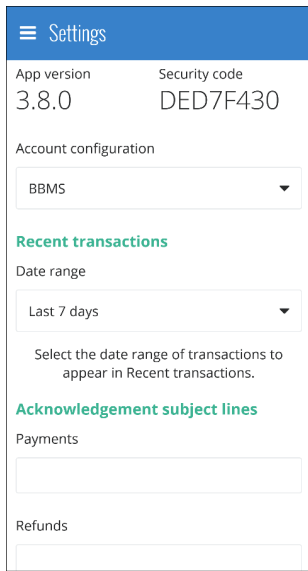 Settings
App version Security code
3.8.0 DED7F430
Account configuration
BBMS
Recent transactions
Date range
Last 7 days
Select the date range of transactions to
appear in Recent transactions.
Acknowledgement subject lines
Payments
Refunds